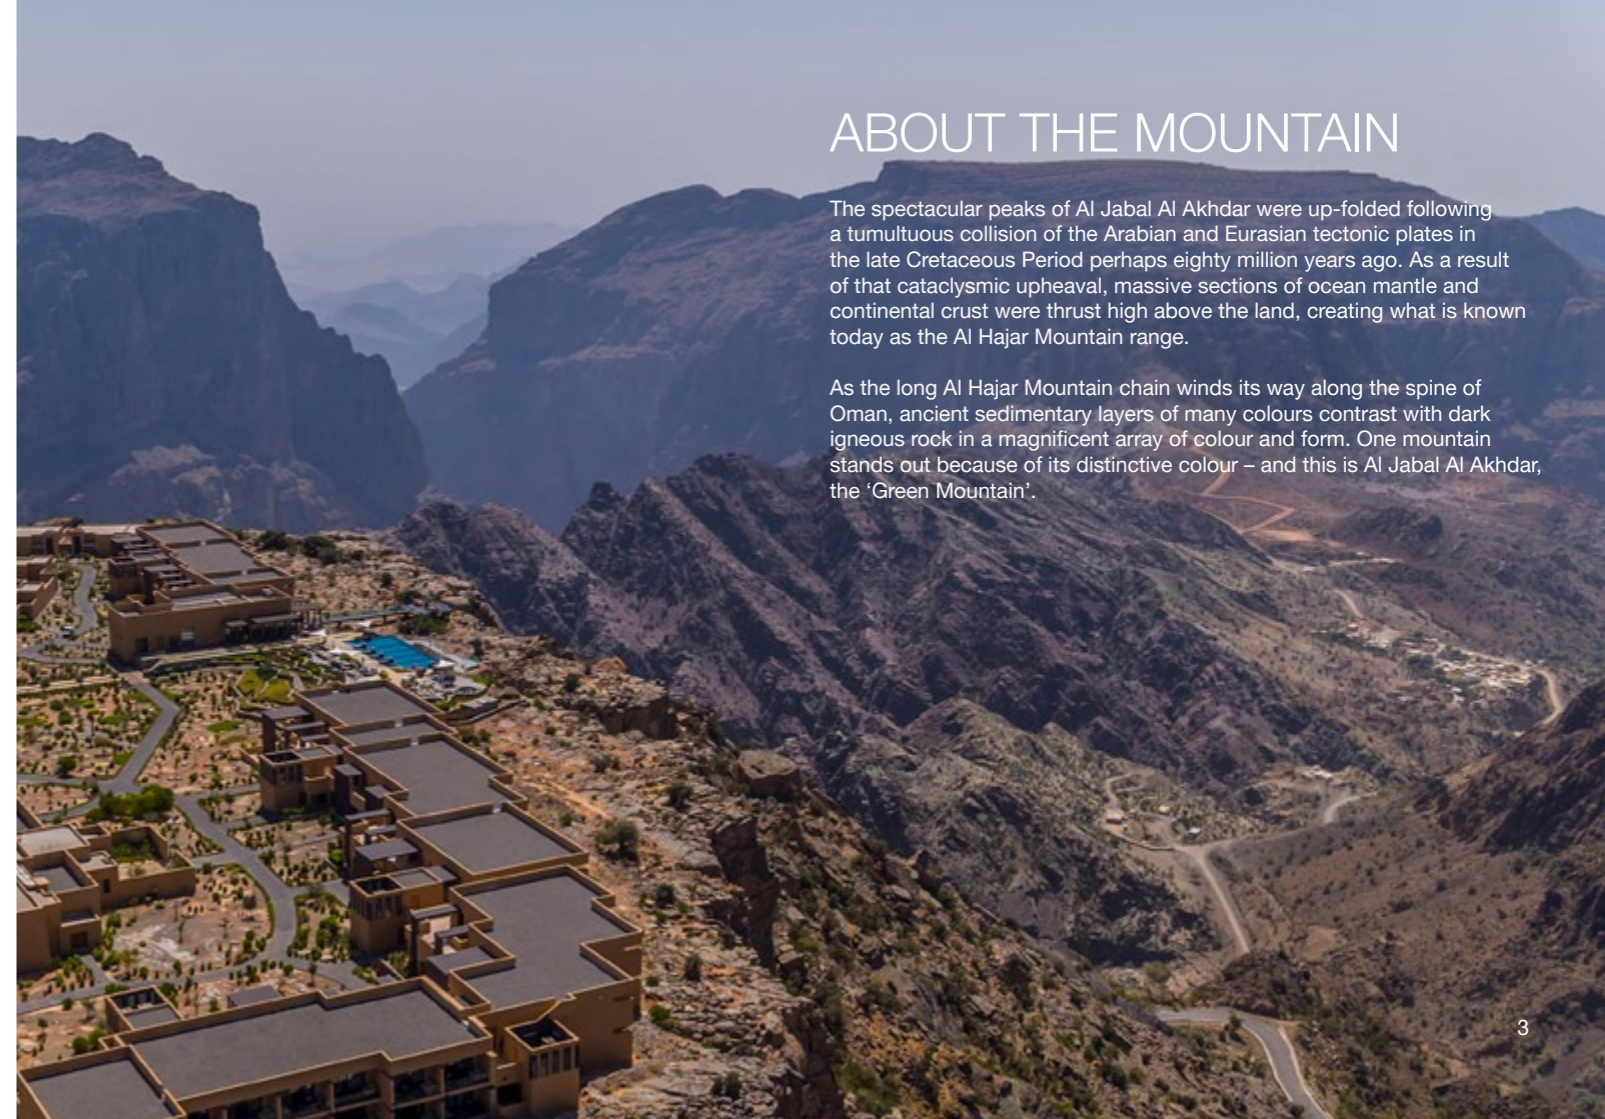 ABOUT THE MOUNTAIN
The spectacular peaks of Al Jabal Al Akhdar were up-folded following
a tumultuous collision of the Arabian and Eurasian tectonic plates in
the late Cretaceous Period perhaps eighty million years ago. As a result
of that cataclysmic upheaval, massive sections of ocean mantle and
continental crust were thrust high above the land, creating what is known
today as the Al Hajar Mountain range.
As the long Al Hajar Mountain chain winds its way along the spine of
Oman, ancient sedimentary layers of many colours contrast with dark
igneous rock in a magnificent array of colour and form. One mountain
stands out because of its distinctive colour – and this is Al Jabal Al Akhdar,
the ‘Green Mountain’.
3